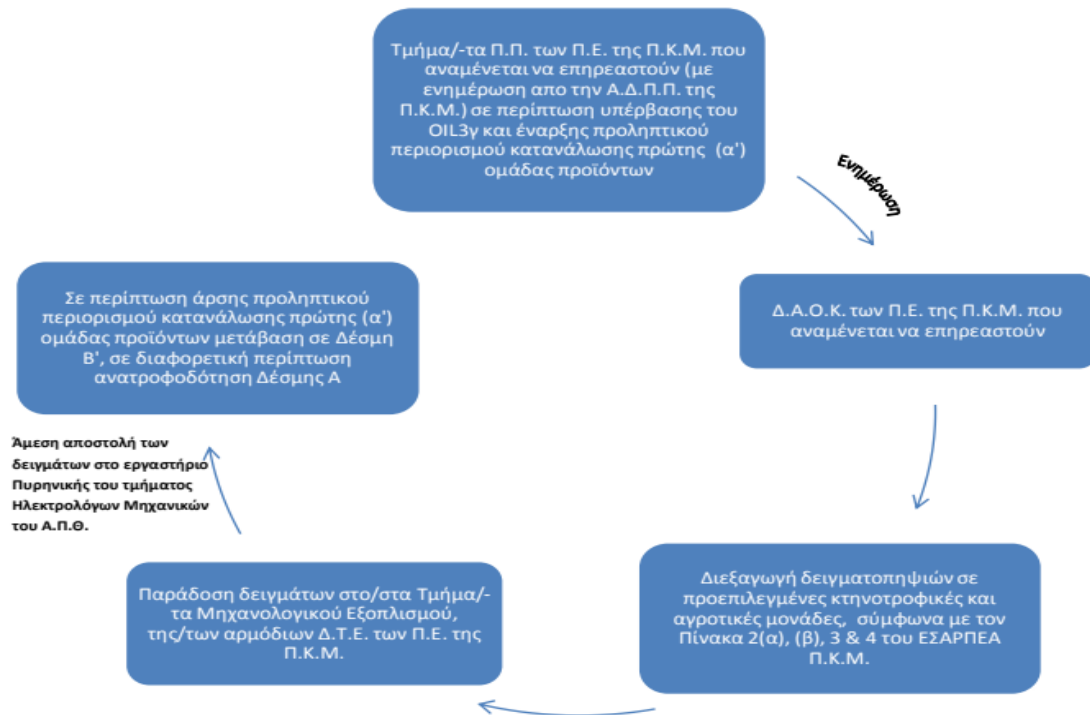 Τμήμα/-τα Π.Π. των Π.Ε. της Π.Κ.Μ. που
αναμένεται να επηρεαστούν (με
ενημέρωση απο την Α.Δ.Π.Π. της
Π.Κ.Μ.) σε περίπτωση υπέρβασης του
OIL3γ και έναρξης προληπτικού
περιορισμού κατανάλωσης πρώτης (α')
ομάδας προϊόντων
Ενημέρωση
Δ.Α.Ο.Κ. των Π.Ε. της Π.Κ.Μ. που
αναμένεται να επηρεαστούν
Διεξαγωγή δειγματοπηψιών σε
προεπιλεγμένες κτηνοτροφικές και
αγροτικές μονάδες, σύμφωνα με τον
Πίνακα 2(α), (β), 3 & 4 του ΕΣΑΡΠΕΑ
Π.Κ.Μ.
Παράδοση δειγμάτων στο/στα Τμήμα/-
τα Μηχανολογικού Εξοπλισμού,
της/των αρμόδιων Δ.Τ.Ε. των Π.Ε. της
Π.Κ.Μ.
Άμεση αποστολή των
δειγμάτων στο εργαστήριο
Πυρηνικής του τμήματος
Ηλεκτρολόγων Μηχανικών
του Α.Π.Θ.
Σε περίπτωση άρσης προληπτικού
περιορισμού κατανάλωσης πρώτης (α')
ομάδας προϊόντων μετάβαση σε Δέσμη
Β', σε διαφορετική περίπτωση
ανατροφοδότηση Δέσμης Α